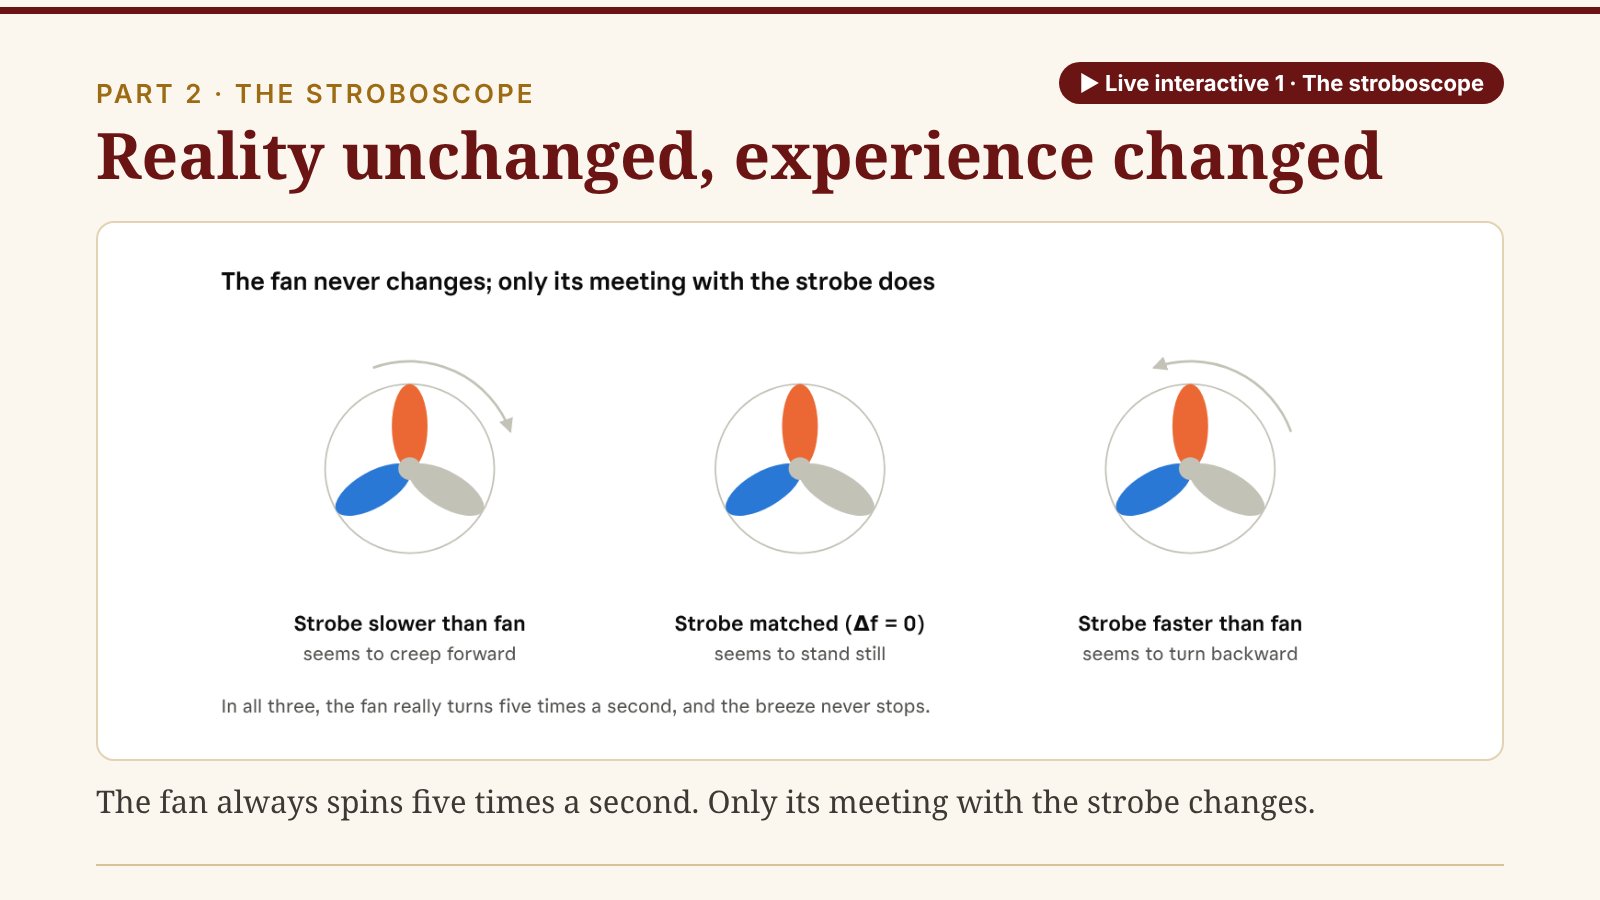 PART 2 · THE STROBOSCOPE
▶ Live interactive 1 · The stroboscope
Reality unchanged, experience changed
The fan never changes; only its meeting with the strobe does
Strobe slower than fan
seems to creep forward
Strobe matched (Δf = 0)
seems to stand still
Strobe faster than fan
seems to turn backward
In all three, the fan really turns five times a second, and the breeze never stops.
The fan always spins five times a second. Only its meeting with the strobe changes.